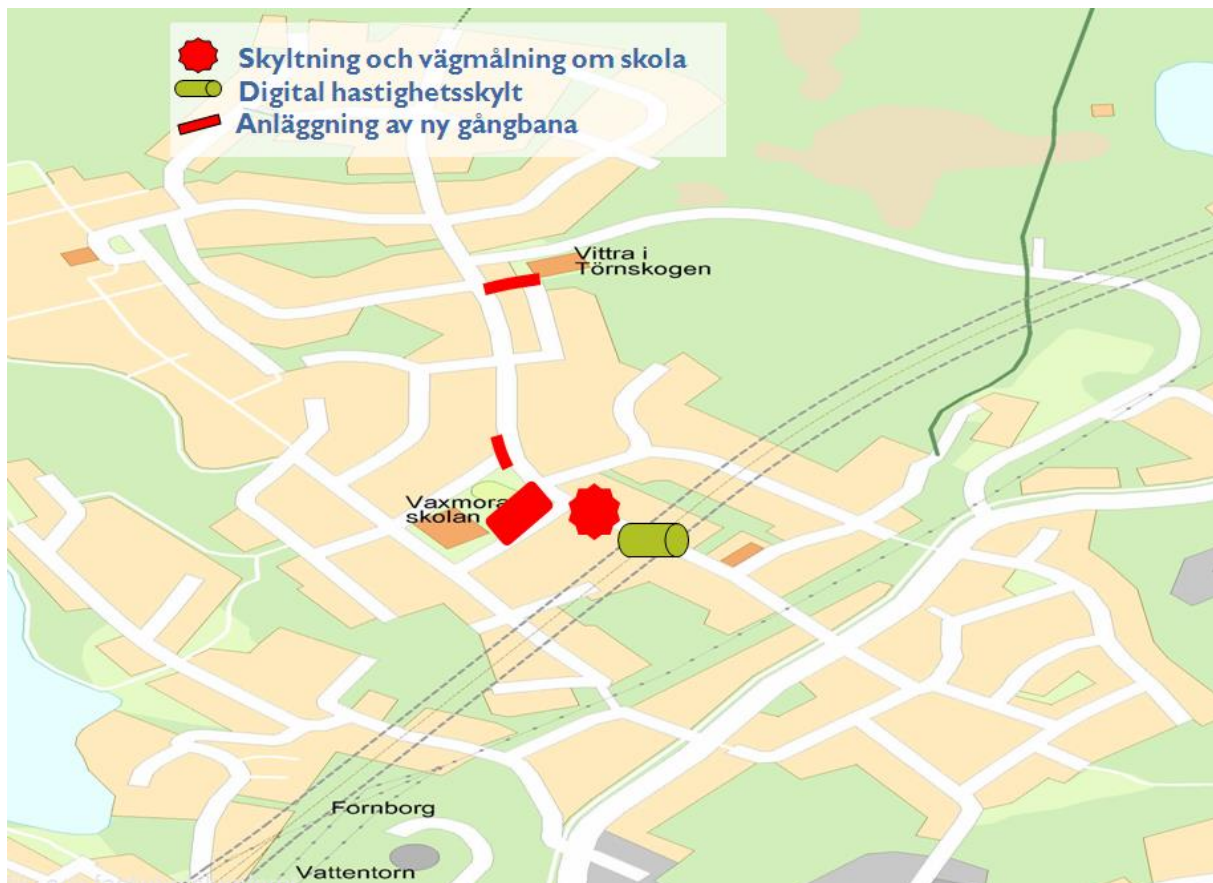 Skyltning och vägmålning om skola
Digital hastighetsskylt
Anläggning av ny gångbana
Vittra i
Törnskogen
Vaxmora
skolan
Fornborg
Vattentorn